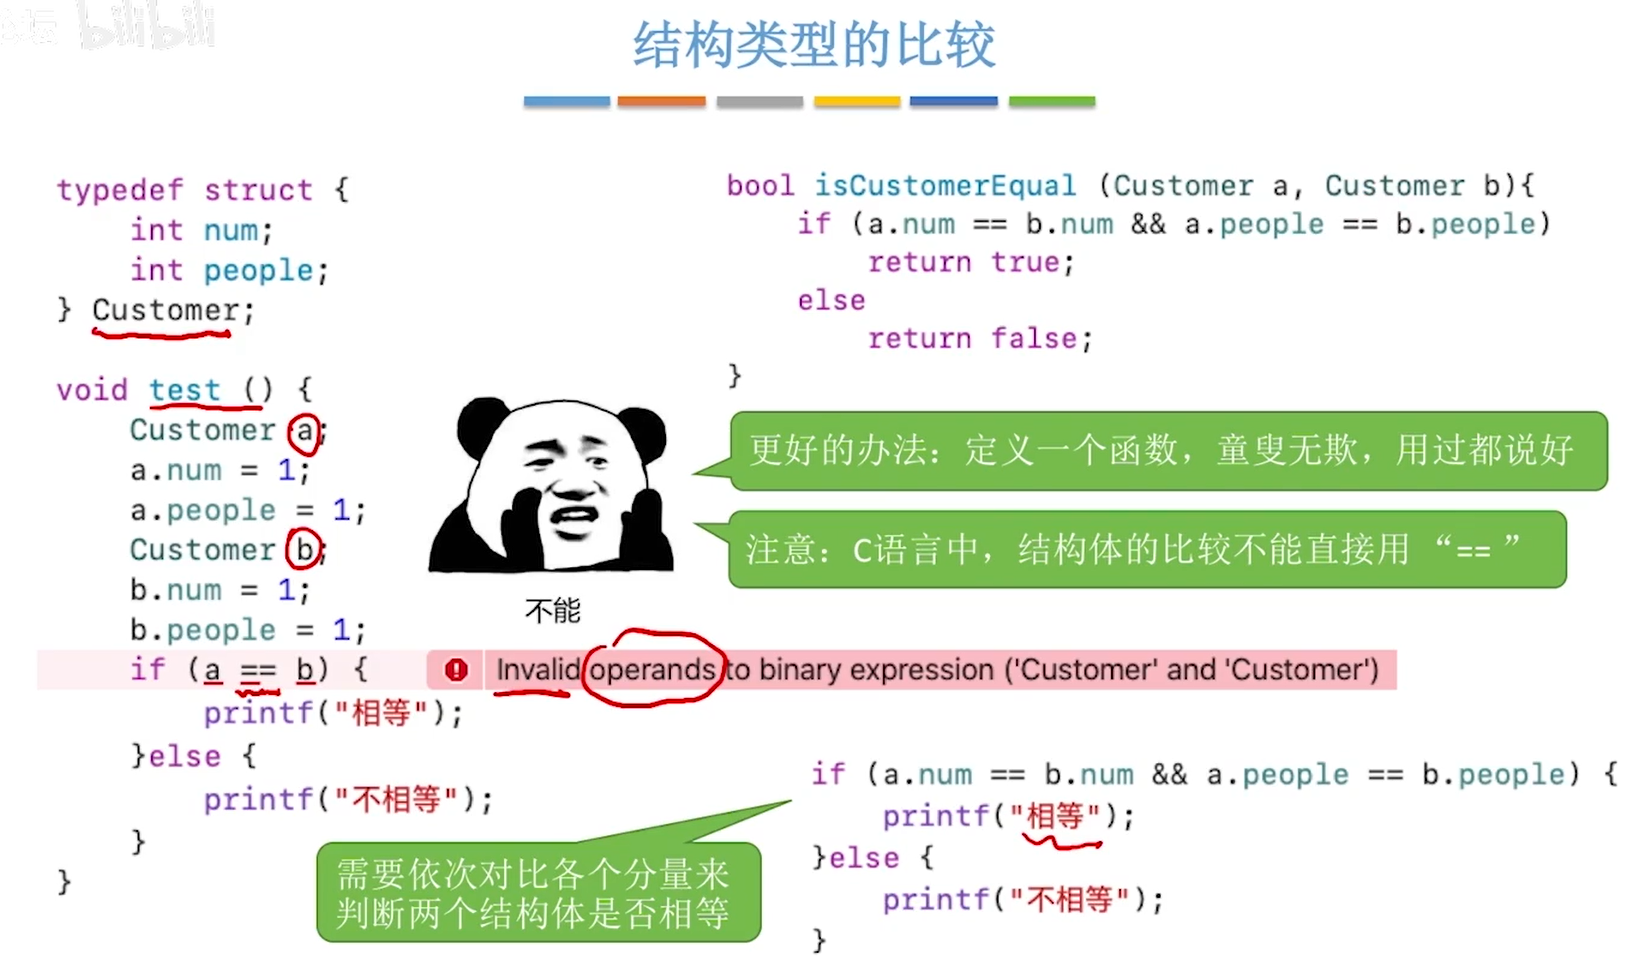 bilibili
结构类型的比较
typedef struct {
int num;
int people;
} Customer;
void test () {
Customer a;
a.num = 1;
a.people = 1;
Customer b;
b.num = 1;
b.people = 1;
if (a == b) {
Invalid operands to binary expression ('Customer' and 'Customer')
printf("相等");
}else {
printf("不相等");
}
}
不能
bool isCustomerEqual (Customer a, Customer b){
if (a.num == b.num && a.people == b.people)
return true;
else
return false;
}
更好的办法：定义一个函数，童叟无欺，用过都说好
注意：C语言中，结构体的比较不能直接用“== ”
需要依次对比各个分量来
判断两个结构体是否相等
if (a.num == b.num && a.people == b.people) {
printf("相等");
}else {
printf("不相等");
}